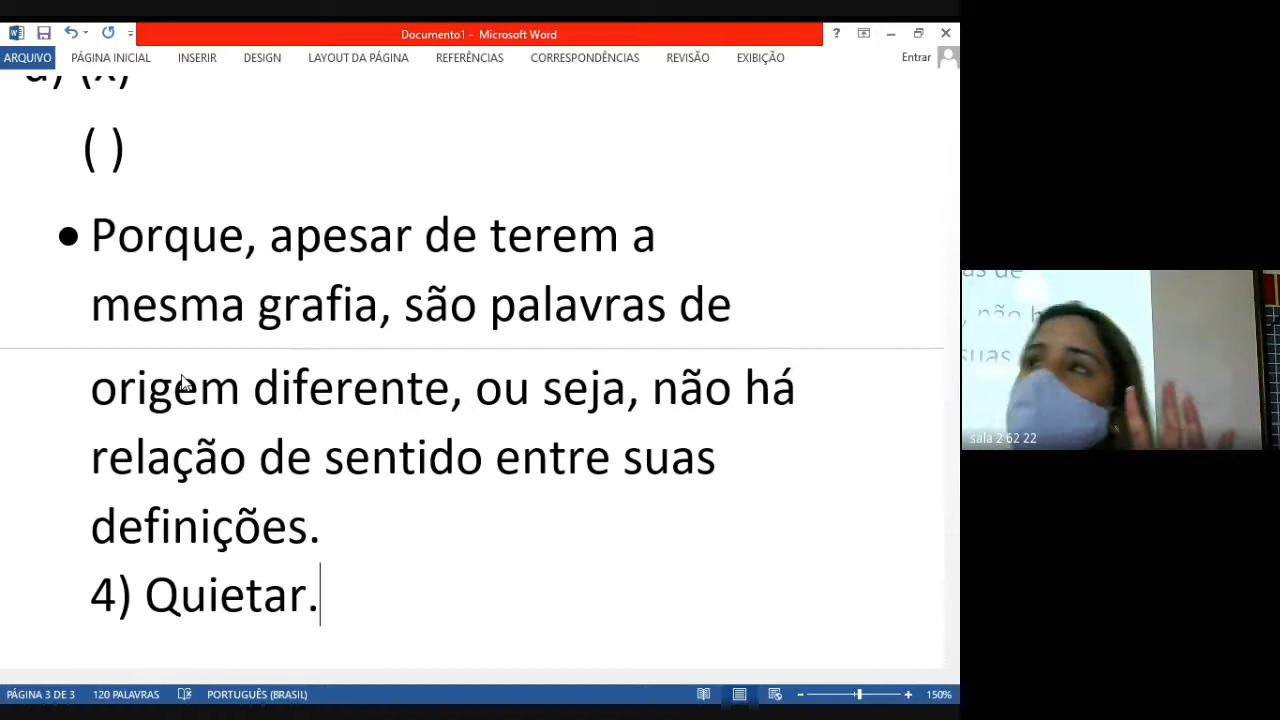 Documento1 - Microsoft Word
?
ARQUIVO PÁGINA INICIAL INSERIR DESIGN LAYOUT DA PÁGINA REFERÊNCIAS CORRESPONDÊNCIAS REVISÃO EXIBIÇÃO Entrar
(x)
( )
• Porque, apesar de terem a
mesma grafia, são palavras de
origem diferente, ou seja, não há
relação de sentido entre suas
definições.
4) Quietar.
PÁGINA 3 DE 3 120 PALAVRAS PORTUGUÊS (BRASIL) 150%
não h
suas
sala 2 62 22